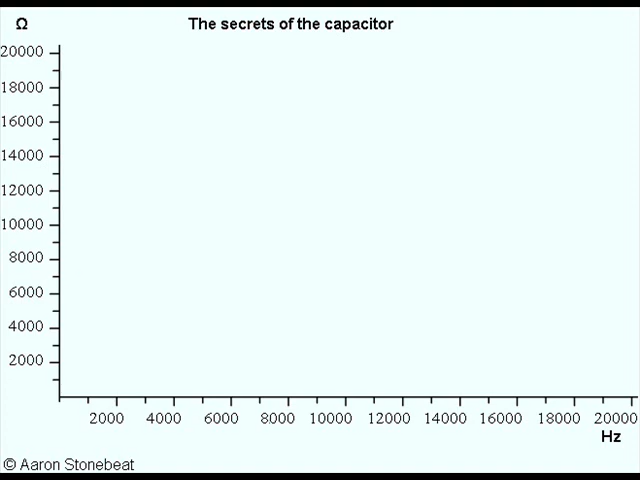 Ω The secrets of the capacitor
20000
18000
16000
14000
12000
10000
8000
6000
4000
2000
2000 4000 6000 8000 10000 12000 14000 16000 18000 20000
Hz
© Aaron Stonebeat